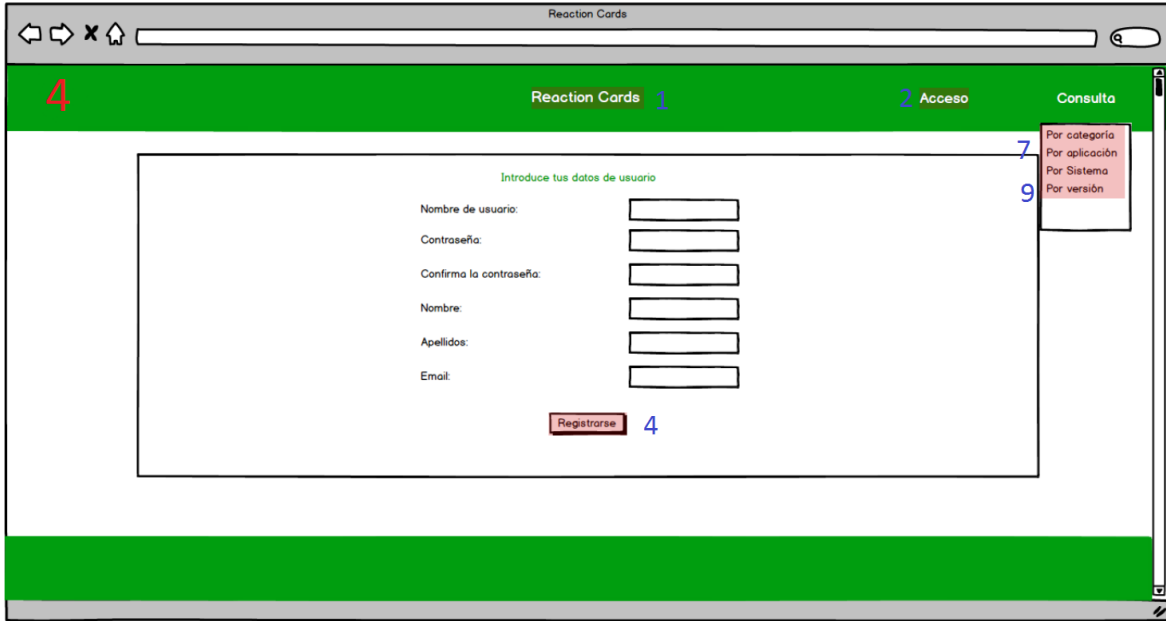 Reaction Cards
4 Reaction Cards 1 2 Acceso Consulta
Por categoría
7 Por aplicación
Por Sistema
9 Por versión
Introduce tus datos de usuario
Nombre de usuario:
Contraseña:
Confirma la contraseña:
Nombre:
Apellidos:
Email:
Registrarse 4